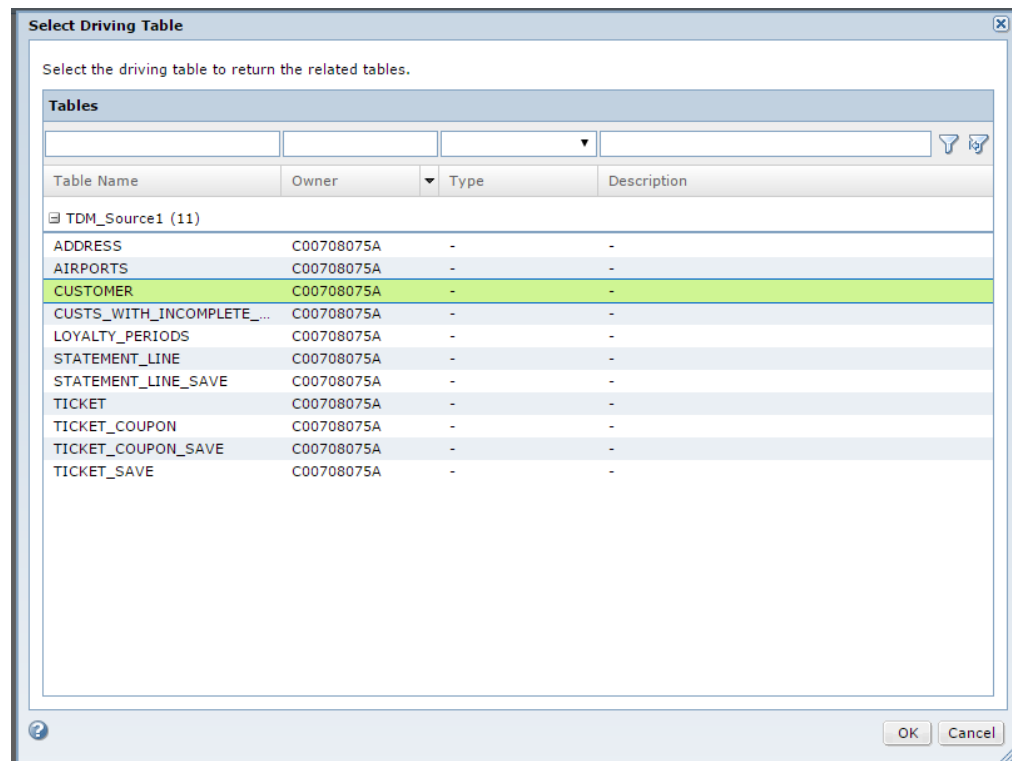 Select Driving Table
Select the driving table to return the related tables.
Tables
Table Name Owner Type Description
TDM_Source1 (11)
ADDRESS C00708075A - -
AIRPORTS C00708075A - -
CUSTOMER C00708075A - -
CUSTS_WITH_INCOMPLETE_... C00708075A - -
LOYALTY_PERIODS C00708075A - -
STATEMENT_LINE C00708075A - -
STATEMENT_LINE_SAVE C00708075A - -
TICKET C00708075A - -
TICKET_COUPON C00708075A - -
TICKET_COUPON_SAVE C00708075A - -
TICKET_SAVE C00708075A - -
OK Cancel